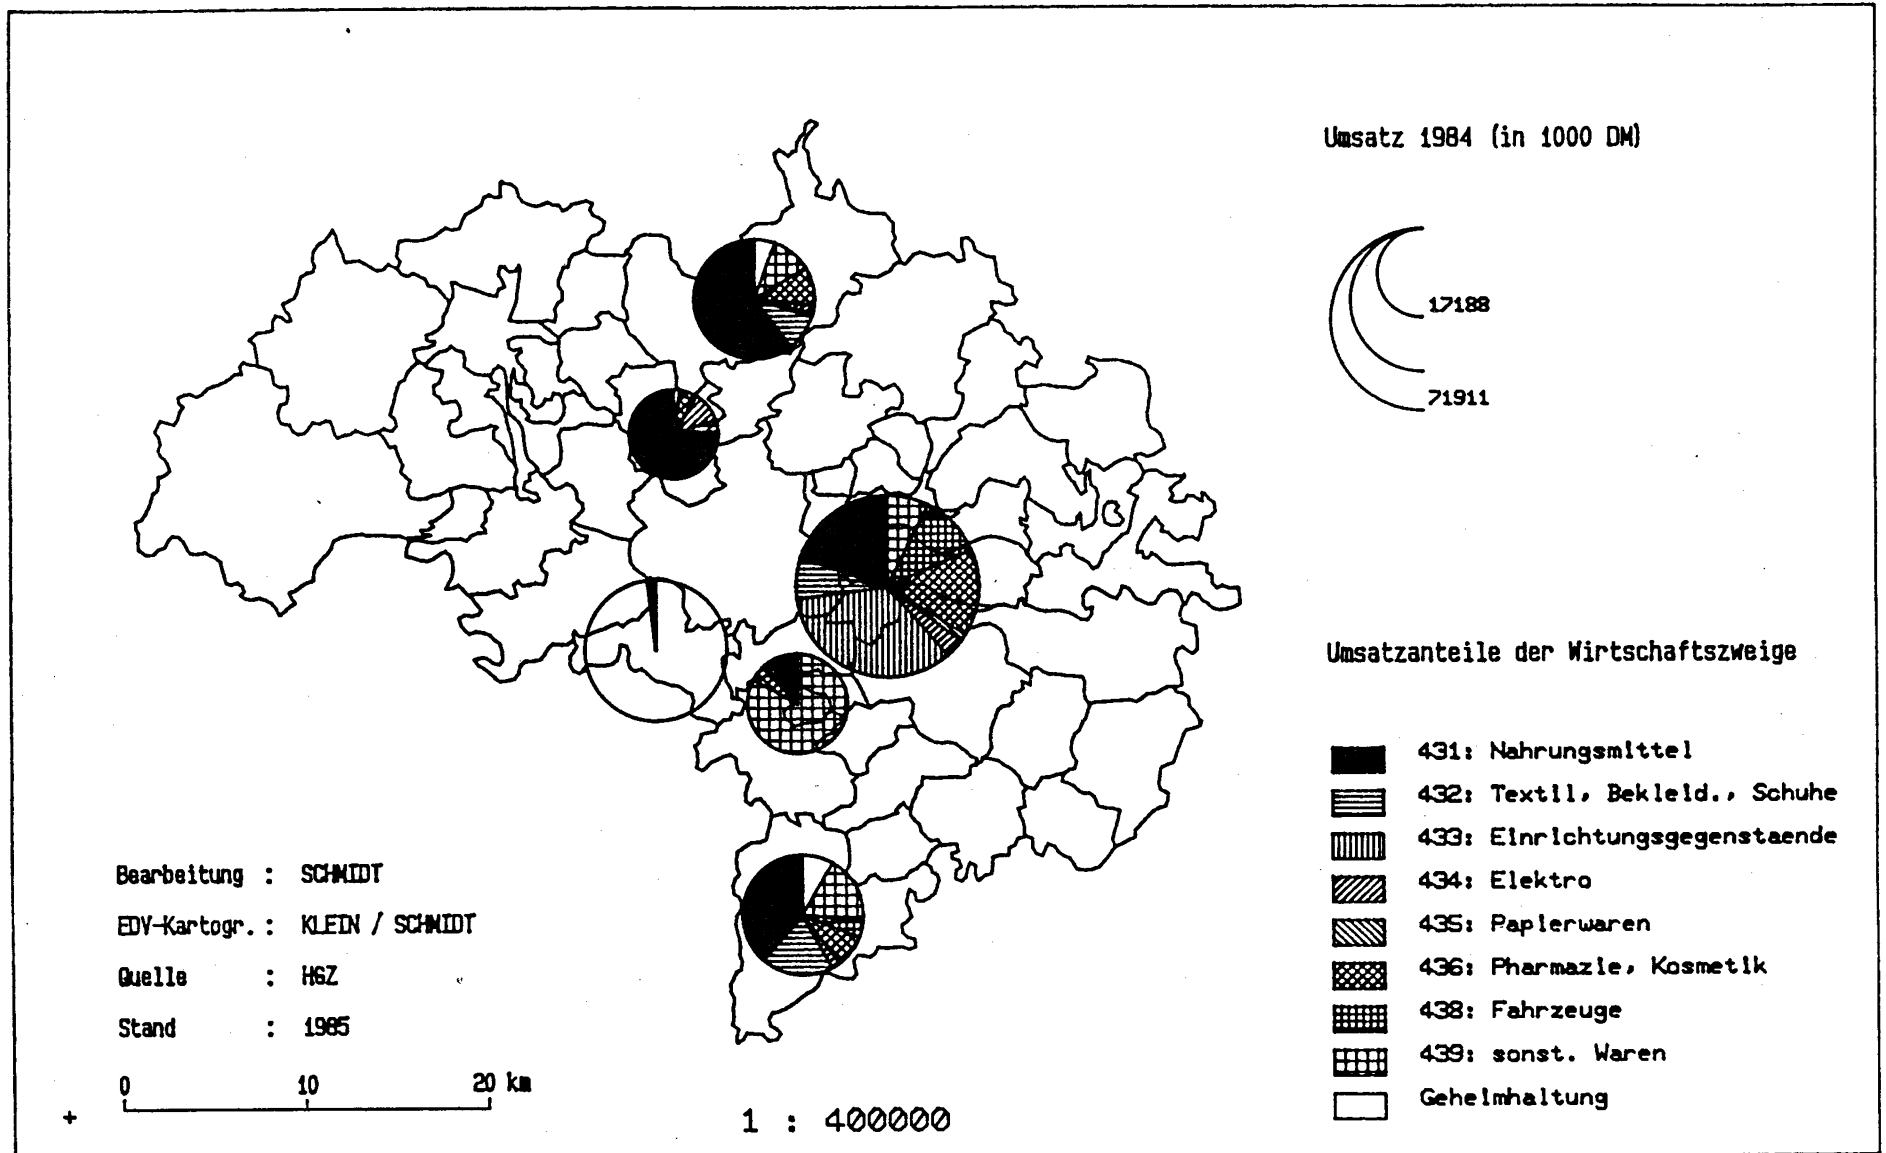 Umsatz 1984 (in 1000 DM)
17188
71911
Umsatzanteile der Wirtschaftszweige
431: Nahrungsmittel
432: Textil, Bekleid., Schuhe
433: Einrichtungsgegenstaende
434: Elektro
435: Papierwaren
436: Pharmazie, Kosmetik
438: Fahrzeuge
439: sonst. Waren
Geheimhaltung
Bearbeitung : SCHMIDT
EDV-Kartogr. : KLEIN / SCHMIDT
Quelle : HGZ
Stand : 1985
0 10 20 km
+
1 : 400000